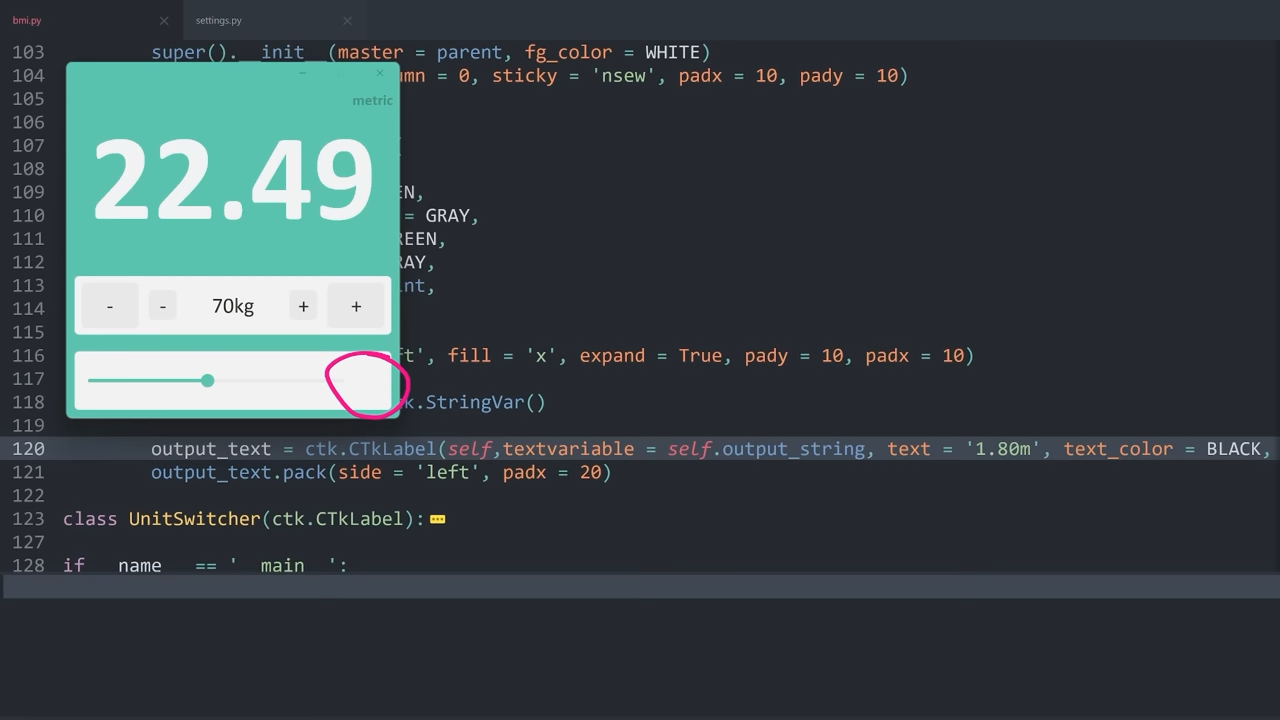 bmi.py
settings.py
103 super().__init__(master = parent, fg_color = WHITE)
104 umn = 0, sticky = 'nsew', padx = 10, pady = 10)
105
106
107
108
109 EN,
110 = GRAY,
111 REEN,
112 RAY,
113 int,
114
115
116 ft', fill = 'x', expand = True, pady = 10, padx = 10)
117
118 k.StringVar()
119
120 output_text = ctk.CTkLabel(self,textvariable = self.output_string, text = '1.80m', text_color = BLACK,
121 output_text.pack(side = 'left', padx = 20)
122
123 class UnitSwitcher(ctk.CTkLabel):
127
128 if __name__ == '__main__':
metric
22.49
- - 70kg + +